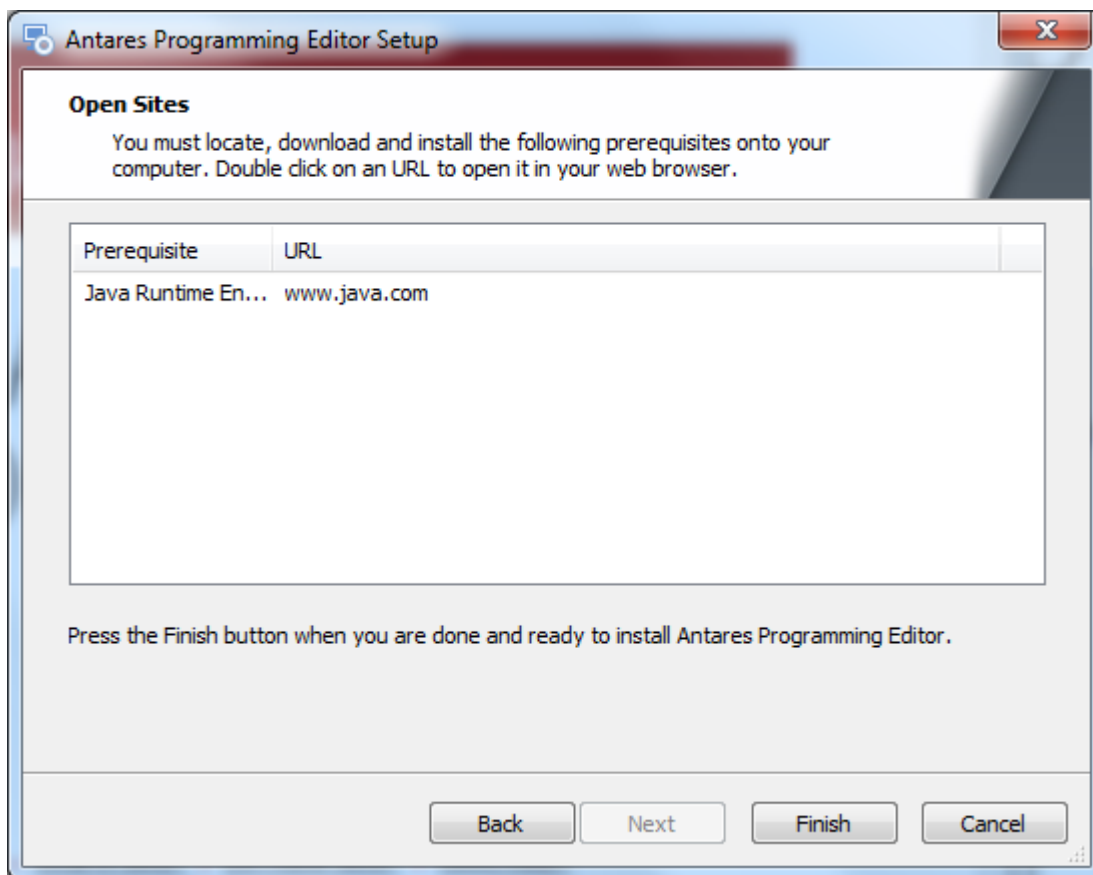 Antares Programming Editor Setup
Open Sites
You must locate, download and install the following prerequisites onto your
computer. Double click on an URL to open it in your web browser.
Prerequisite URL
Java Runtime En... www.java.com
Press the Finish button when you are done and ready to install Antares Programming Editor.
Back Next Finish Cancel